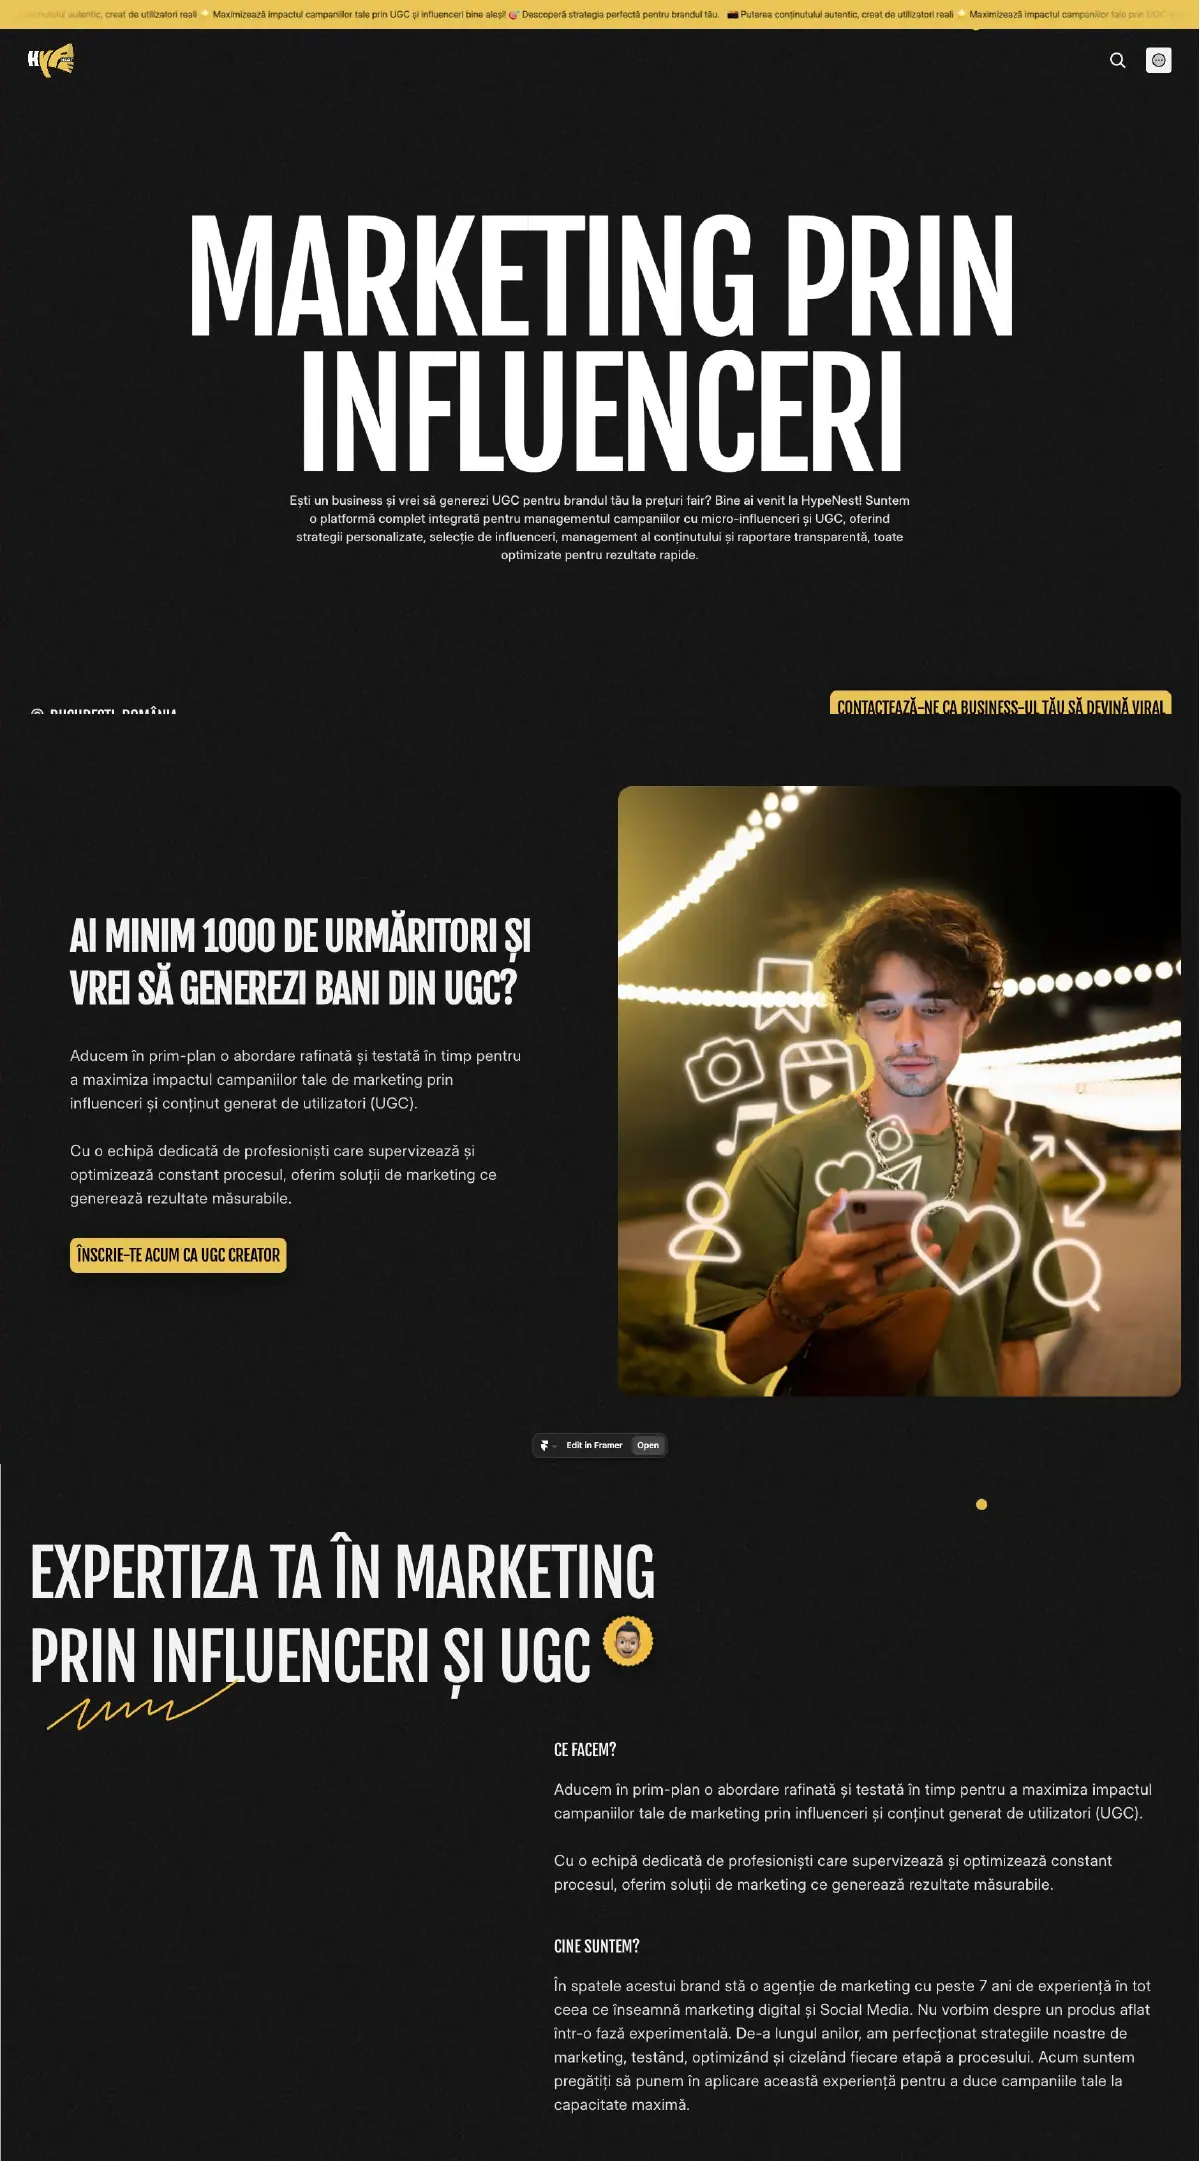 autentic, creat de utilizatori reali Maximizează impactul campaniilor tale prin UGC și influenceri bine aleși! 🎯 Descoperă strategia perfectă pentru brandul tău. Puterea conținutului autentic, creat de utilizatori reali Maximizează impactul campaniilor tale prin UGC
HYPE
MARKETING PRIN
INFLUENCERI
Ești un business și vrei să generezi UGC pentru brandul tău la prețuri fair? Bine ai venit la HypeNest! Suntem
o platformă complet integrată pentru managementul campaniilor cu micro-influenceri și UGC, oferind
strategii personalizate, selecție de influenceri, management al conținutului și raportare transparentă, toate
optimizate pentru rezultate rapide.
BUCUREȘTI, ROMÂNIA
CONTACTEAZĂ-NE CA BUSINESS-UL TĂU SĂ DEVINĂ VIRAL
AI MINIM 1000 DE URMĂRITORI ȘI
VREI SĂ GENEREZI BANI DIN UGC?
Aducem în prim-plan o abordare rafinată și testată în timp pentru
a maximiza impactul campaniilor tale de marketing prin
influenceri și conținut generat de utilizatori (UGC).
Cu o echipă dedicată de profesioniști care supervizează și
optimizează constant procesul, oferim soluții de marketing ce
generează rezultate măsurabile.
ÎNSCRIE-TE ACUM CA UGC CREATOR
Edit in Framer Open
EXPERTIZA TA ÎN MARKETING
PRIN INFLUENCERI ȘI UGC
CE FACEM?
Aducem în prim-plan o abordare rafinată și testată în timp pentru a maximiza impactul
campaniilor tale de marketing prin influenceri și conținut generat de utilizatori (UGC).
Cu o echipă dedicată de profesioniști care supervizează și optimizează constant
procesul, oferim soluții de marketing ce generează rezultate măsurabile.
CINE SUNTEM?
În spatele acestui brand stă o agenție de marketing cu peste 7 ani de experiență în tot
ceea ce înseamnă marketing digital și Social Media. Nu vorbim despre un produs aflat
într-o fază experimentală. De-a lungul anilor, am perfecționat strategiile noastre de
marketing, testând, optimizând și cizelând fiecare etapă a procesului. Acum suntem
pregătiți să punem în aplicare această experiență pentru a duce campaniile tale la
capacitate maximă.